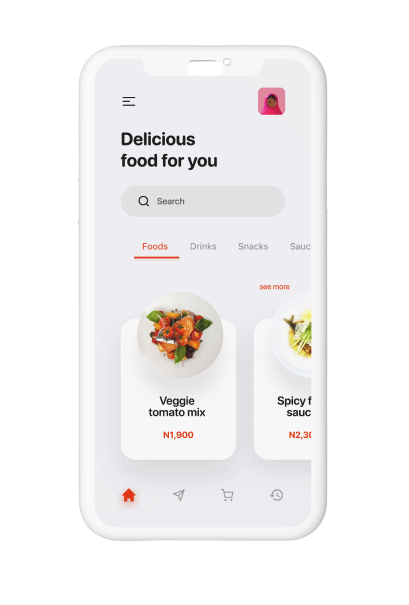 Delicious
food for you
Search
Foods Drinks Snacks Sauc
see more
Veggie
tomato mix
N1,900
Spicy f
sauc
N2,30